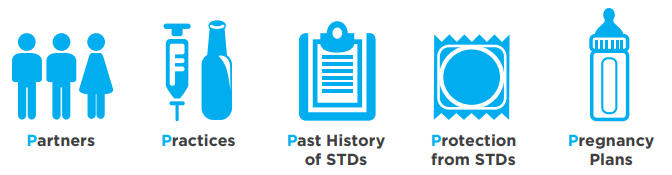 Partners
Practices
Past History
of STDs
Protection
from STDs
Pregnancy
Plans